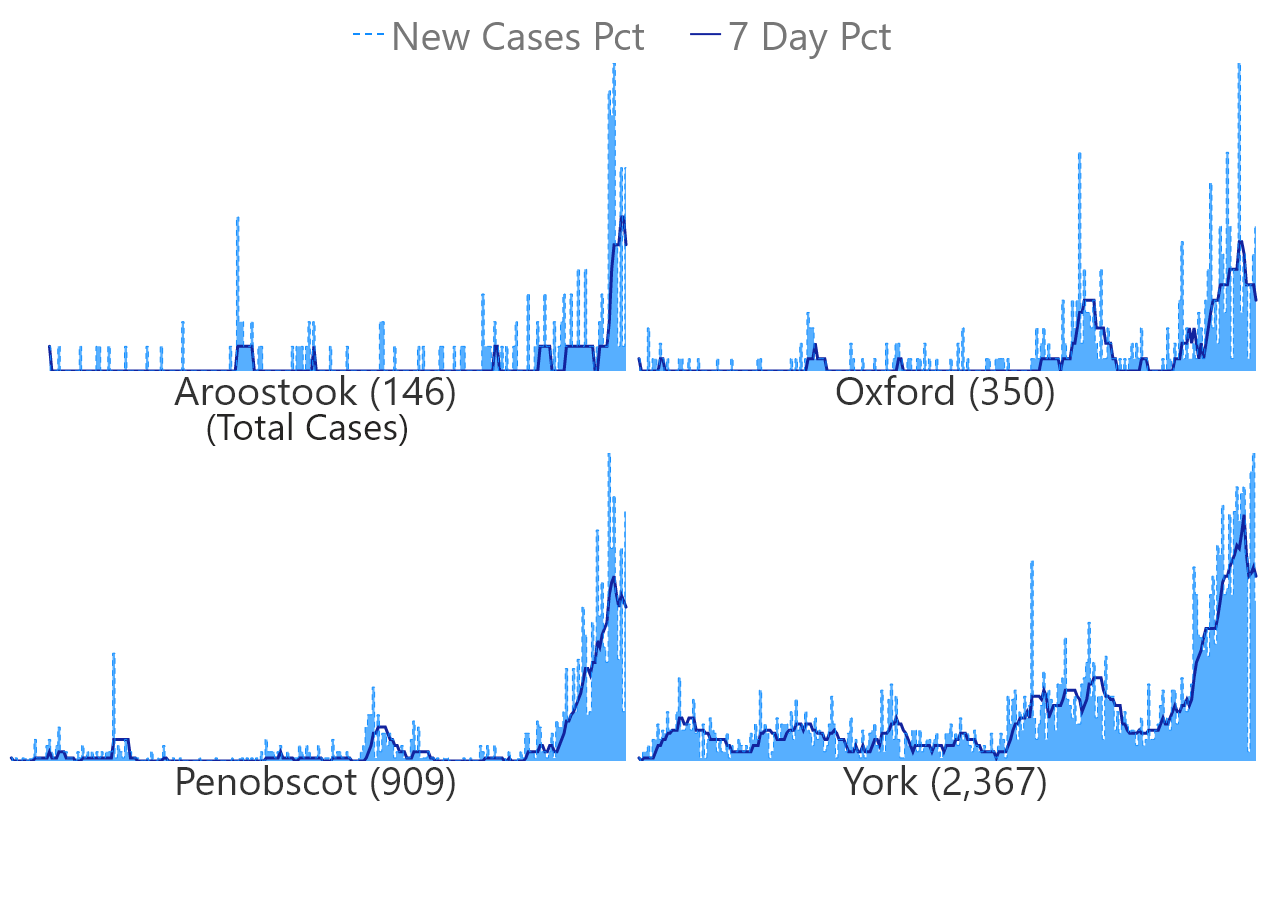 New Cases Pct 7 Day Pct
Aroostook (146) Oxford (350)
(Total Cases)
Penobscot (909) York (2,367)